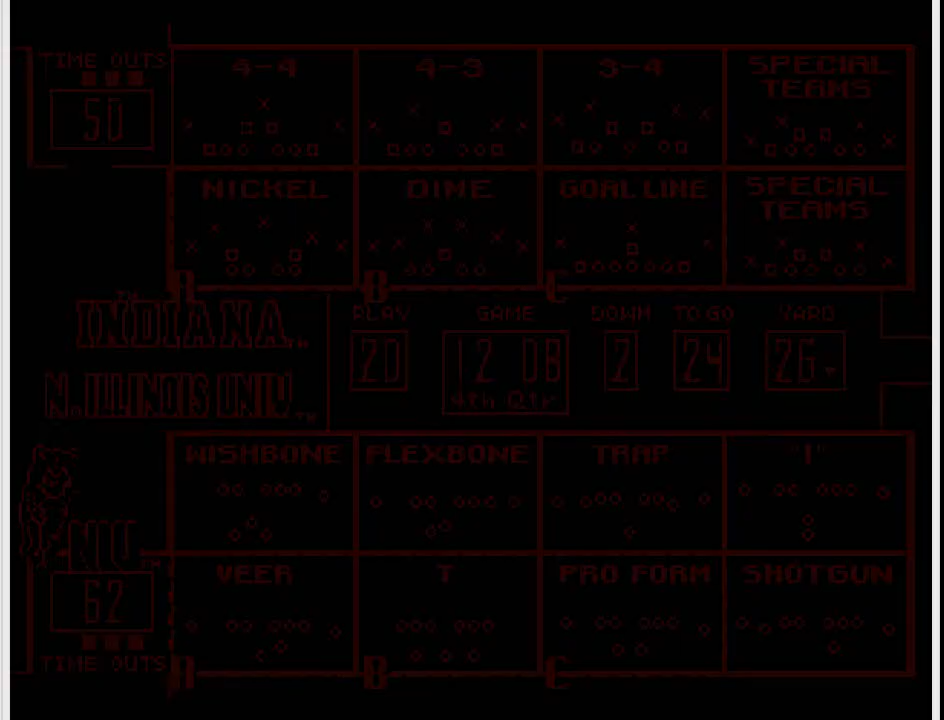 TIME OUTS
50
4-4
4-3
3-4
SPECIAL
TEAMS
NICKEL
DIME
GOAL LINE
SPECIAL
TEAMS
A
B
C
INDIANA TM
N. ILLINOIS UNIV TM
PLAY
GAME
DOWN
TO GO
YARD
20
12 08
2
24
26
4th Qtr
WISHBONE
FLEXBONE
TRAP
"I"
NIU
VEER
T
PRO FORM
SHOTGUN
62
TIME OUTS
A
B
C